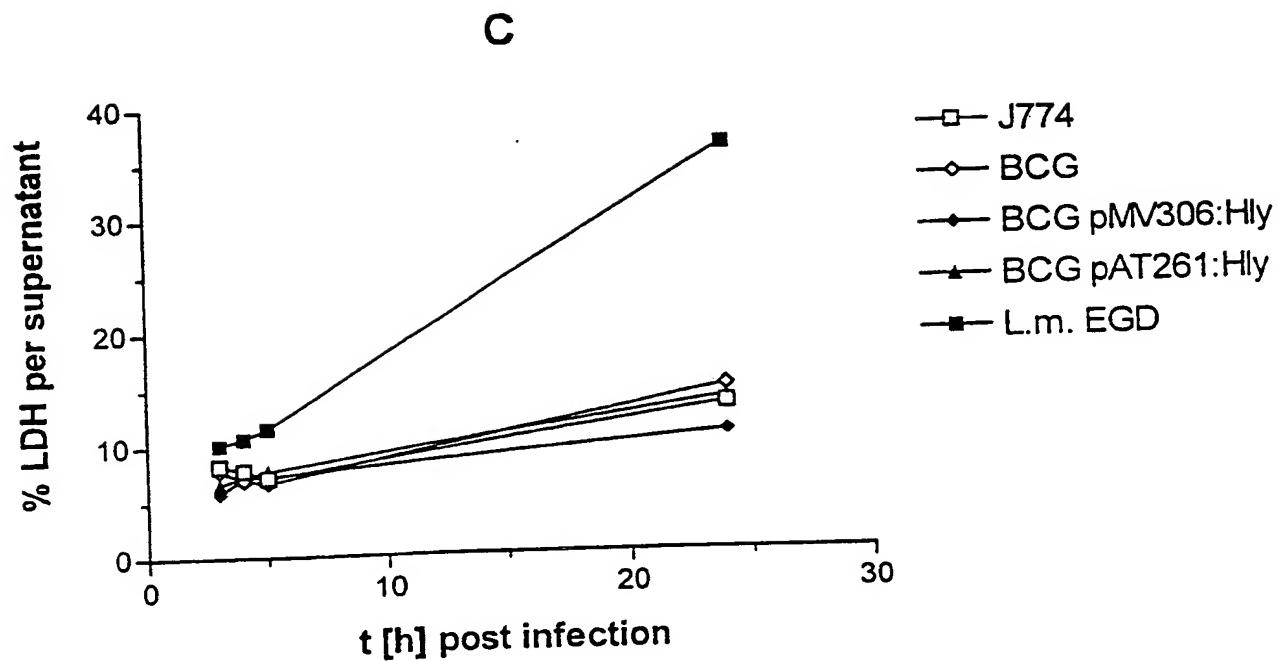 C
% LDH per supernatant
40
30
20
10
0
0
10
20
30
t [h] post infection
J774
BCG
BCG pMV306:Hly
BCG pAT261:Hly
L.m. EGD